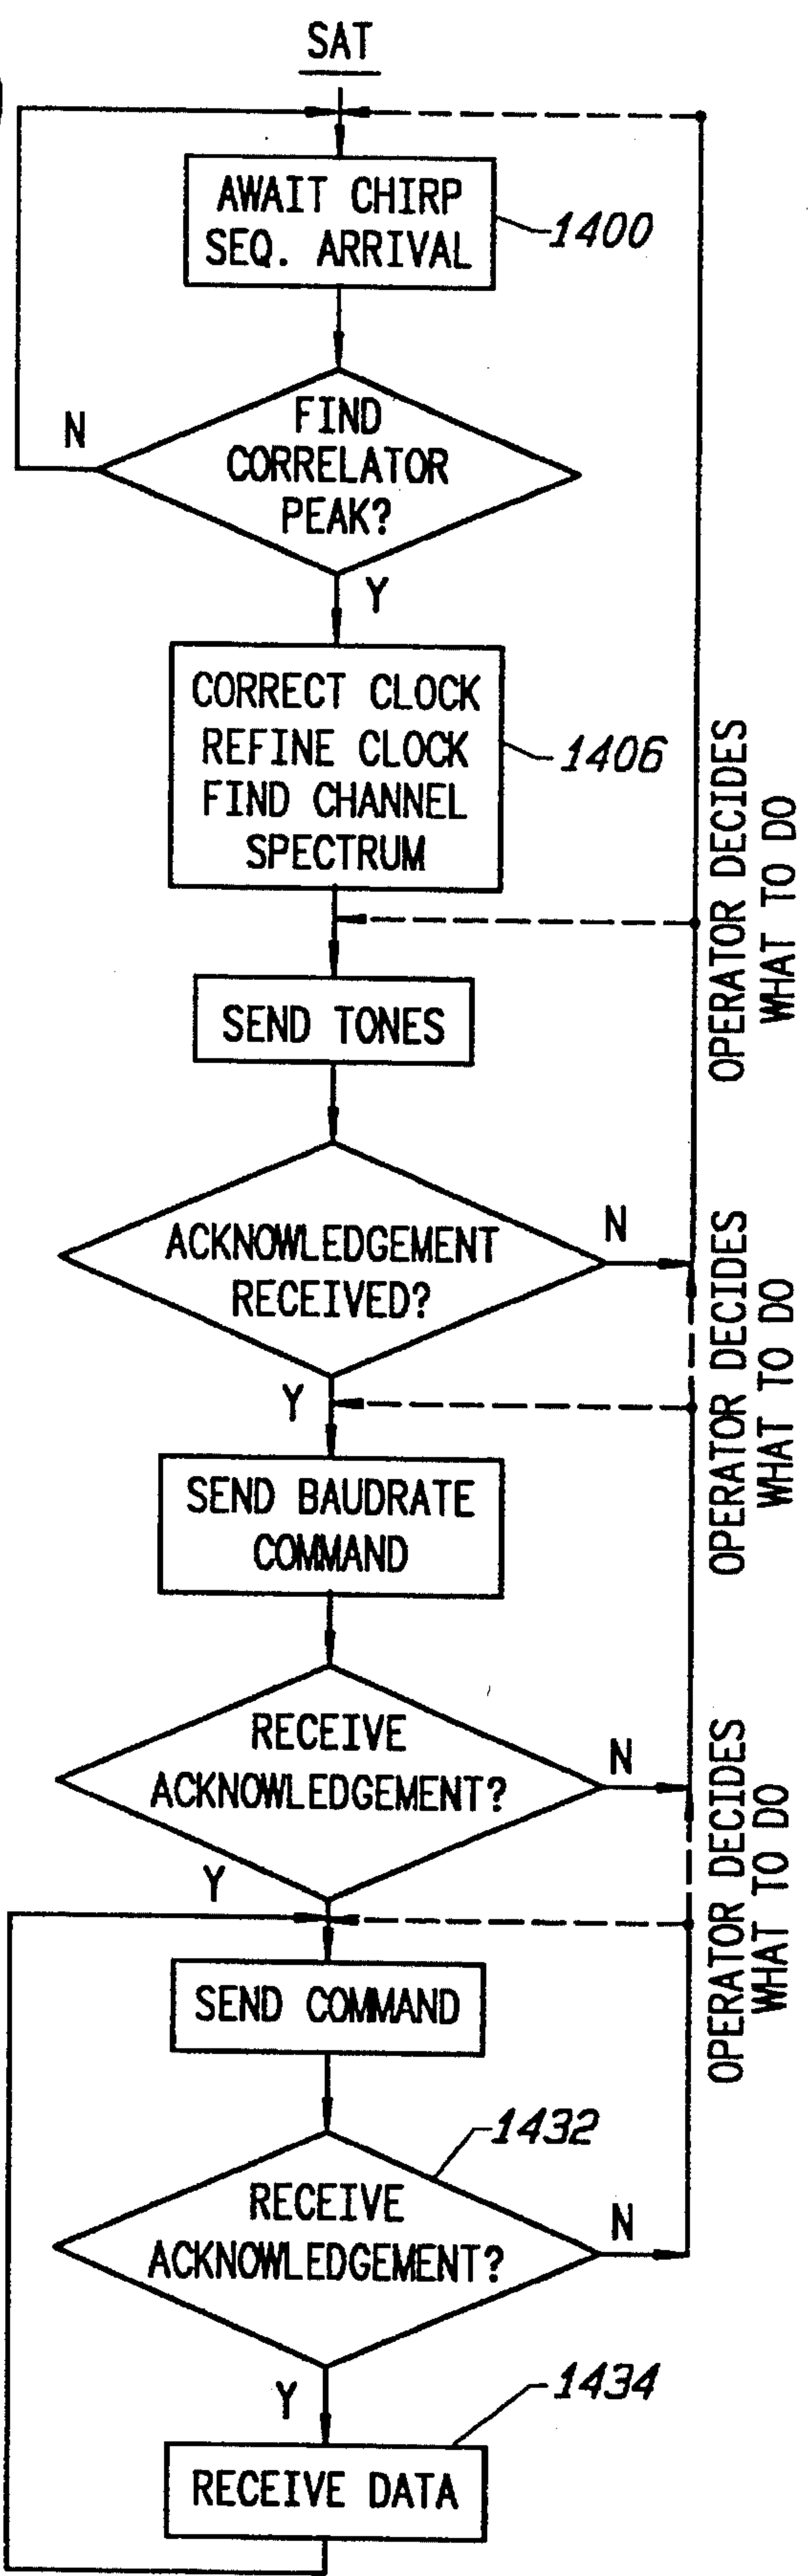 SAT
AWAIT CHIRP
SEQ. ARRIVAL
1400
FIND
CORRELATOR
PEAK?
N
Y
CORRECT CLOCK
REFINE CLOCK
FIND CHANNEL
SPECTRUM
1406
OPERATOR DECIDES
WHAT TO DO
SEND TONES
ACKNOWLEDGEMENT
RECEIVED?
N
Y
OPERATOR DECIDES
WHAT TO DO
SEND BAUDRATE
COMMAND
RECEIVE
ACKNOWLEDGEMENT?
N
Y
OPERATOR DECIDES
WHAT TO DO
SEND COMMAND
1432
RECEIVE
ACKNOWLEDGEMENT?
N
Y
1434
RECEIVE DATA